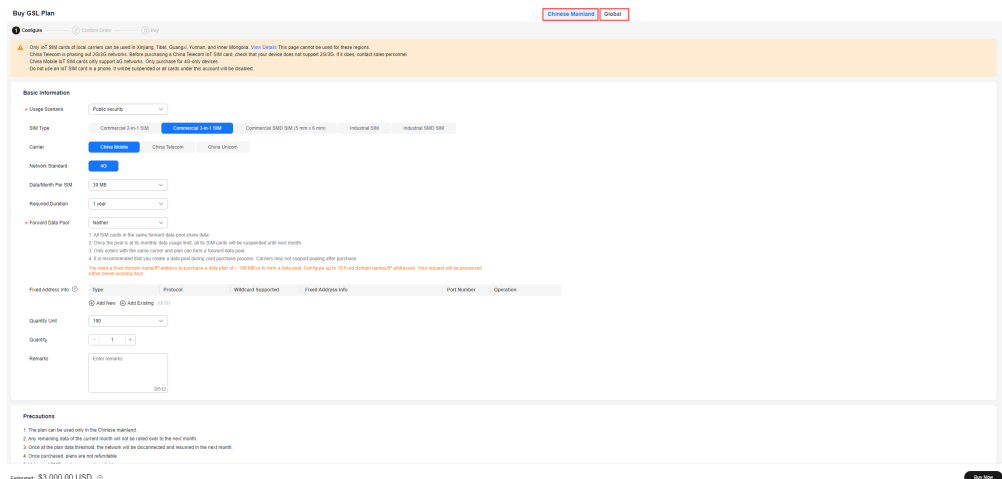 Buy GSL Plan
Chinese Mainland Global
1 Configure 2 Confirm Order 3 Pay
· Only IoT SIM cards of local carriers can be used in Xinjiang, Tibet, Guangxi, Yunnan, and Inner Mongolia. View Details This page cannot be used for these regions.
· China Telecom is phasing out 2G/3G networks. Before purchasing a China Telecom IoT SIM card, check that your device does not support 2G/3G. If it does, contact sales personnel.
· China Mobile IoT SIM cards only support 4G networks. Only purchase for 4G-only devices.
· Do not use an IoT SIM card in a phone. It will be suspended or all cards under this account will be disabled.
Basic Information
* Usage Scenario Public security
SIM Type Commercial 2-in-1 SIM Commercial 3-in-1 SIM Commercial SMD SIM (5 mm x 6 mm) Industrial SIM Industrial SMD SIM
Carrier China Mobile China Telecom China Unicom
Network Standard 4G
Data/Month Per SIM 30 MB
Required Duration 1 year
* Forward Data Pool Neither
1. All SIM cards in the same forward data pool share data.
2. Once the pool is at its monthly data usage limit, all its SIM cards will be suspended until next month.
3. Only orders with the same carrier and plan can form a forward data pool.
4. It is recommended that you create a data pool during card purchase process. Carriers may not support pooling after purchase.
You need a fixed domain name/IP address to purchase a data plan of > 100 MB or to form a data pool. Configure up to 10 fixed domain names/IP addresses. Your request will be processed
within seven working days.
Fixed Address Info Type Protocol Wildcard Supported Fixed Address Info Port Number Operation
Add New Add Existing (0/10)
Quantity Unit 100
Quantity − 1 +
Remarks Enter remarks.
0/512
Precautions
1. The plan can be used only in the Chinese mainland.
2. Any remaining data of the current month will not be rolled over to the next month.
3. Once at the plan data threshold, the network will be disconnected and resumed in the next month.
4. Once purchased, plans are not refundable.
Estimated: $3,000.00 USD Buy Now